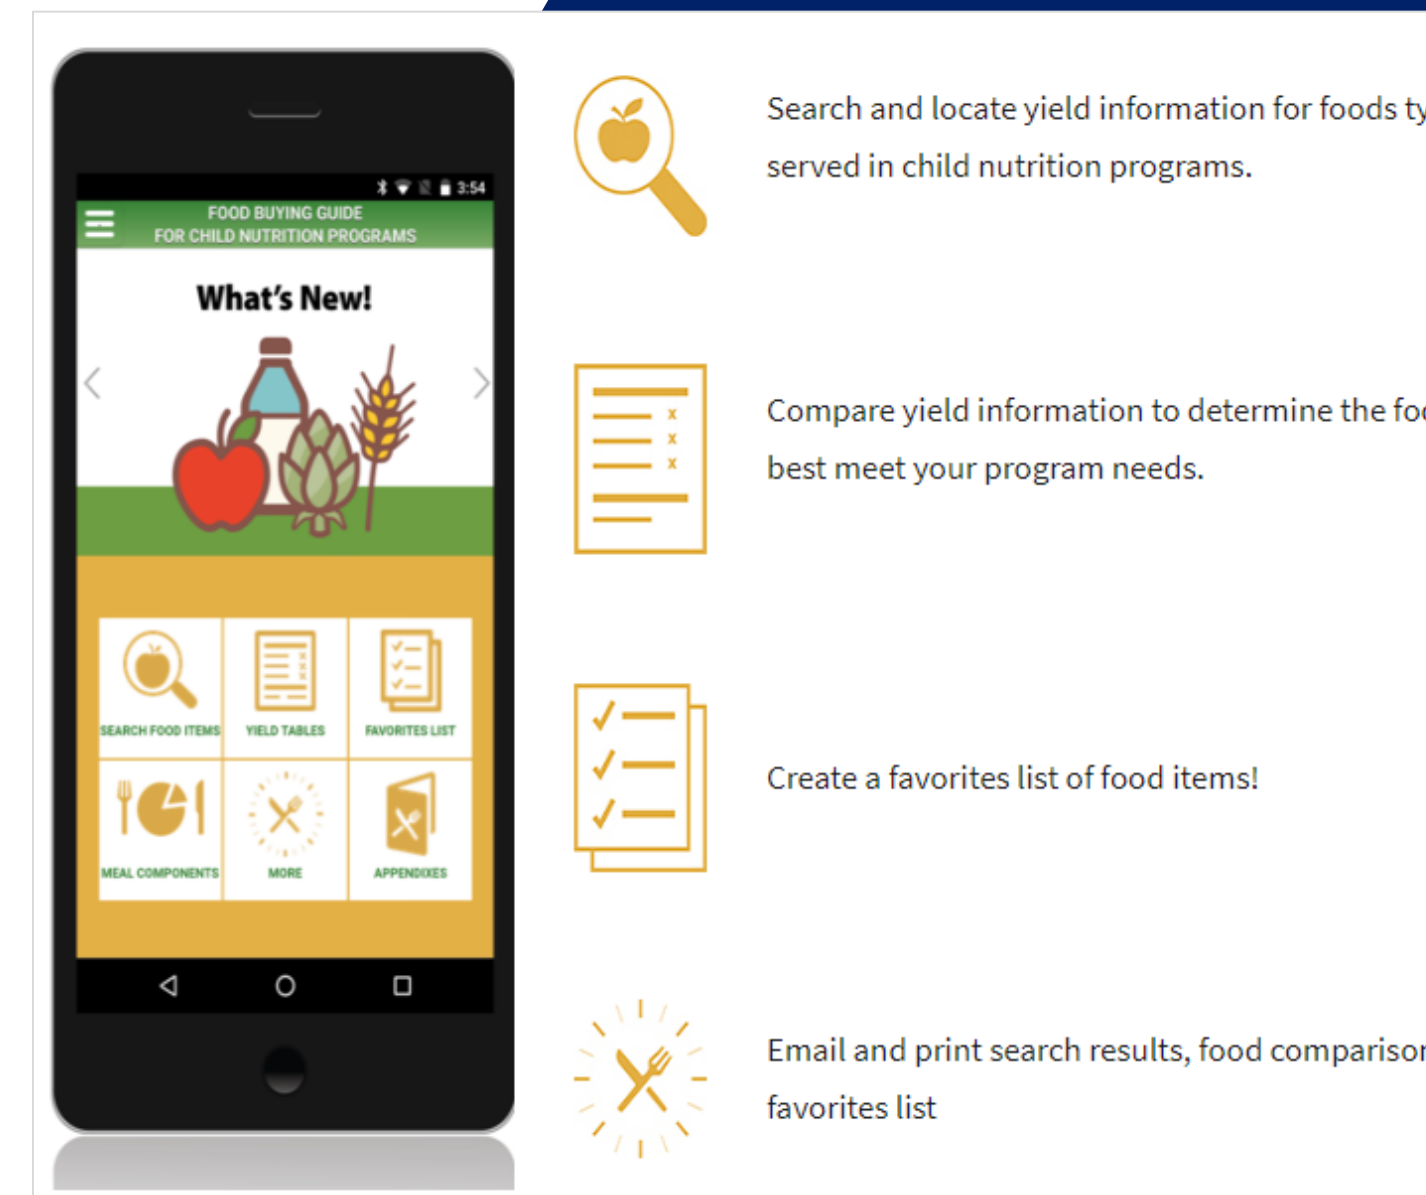 3:54
FOOD BUYING GUIDE
FOR CHILD NUTRITION PROGRAMS
What's New!
SEARCH FOOD ITEMS
YIELD TABLES
FAVORITES LIST
MEAL COMPONENTS
MORE
APPENDIXES
Search and locate yield information for foods ty
served in child nutrition programs.
Compare yield information to determine the foo
best meet your program needs.
Create a favorites list of food items!
Email and print search results, food comparison
favorites list